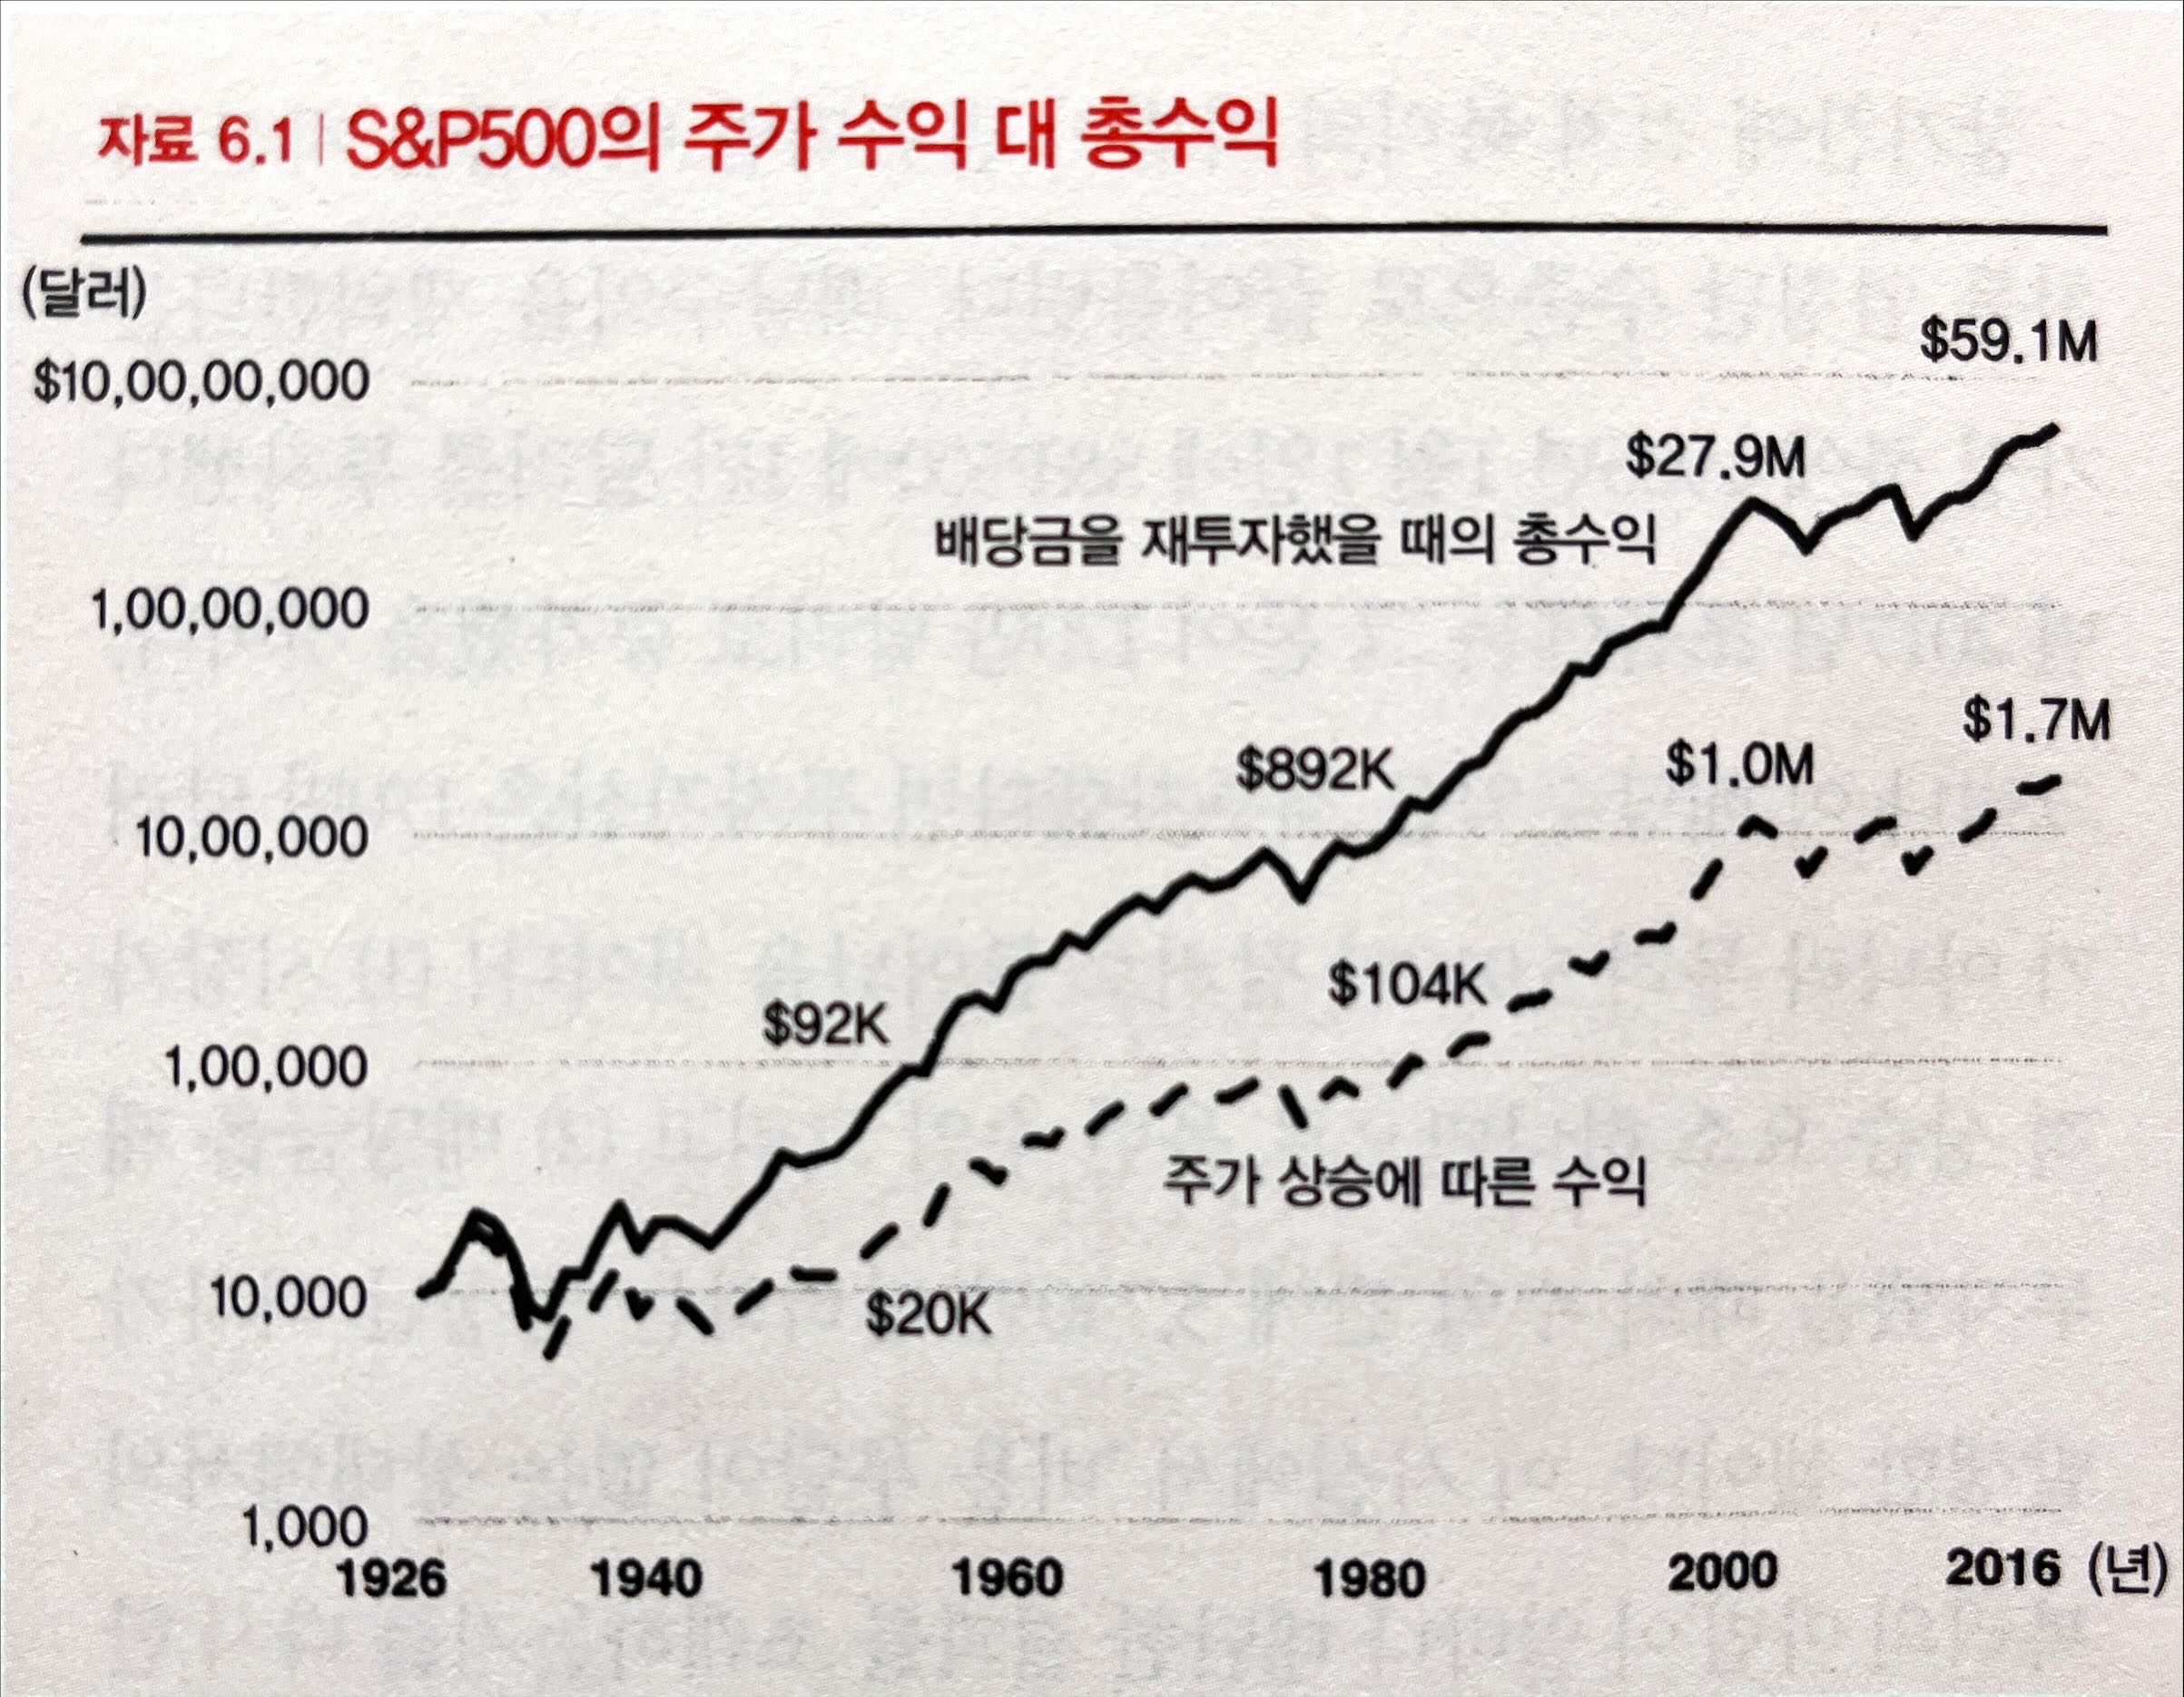 자료 6.1 | S&P500의 주가 수익 대 총수익
(달러)
$59.1M
$10,00,00,000
$27.9M
배당금을 재투자했을 때의 총수익
1,00,00,000
$1.7M
$1.0M
$892K
10,00,000
$104K
$92K
1,00,000
주가 상승에 따른 수익
10,000
$20K
1,000
1926 1940 1960 1980 2000 2016 (년)